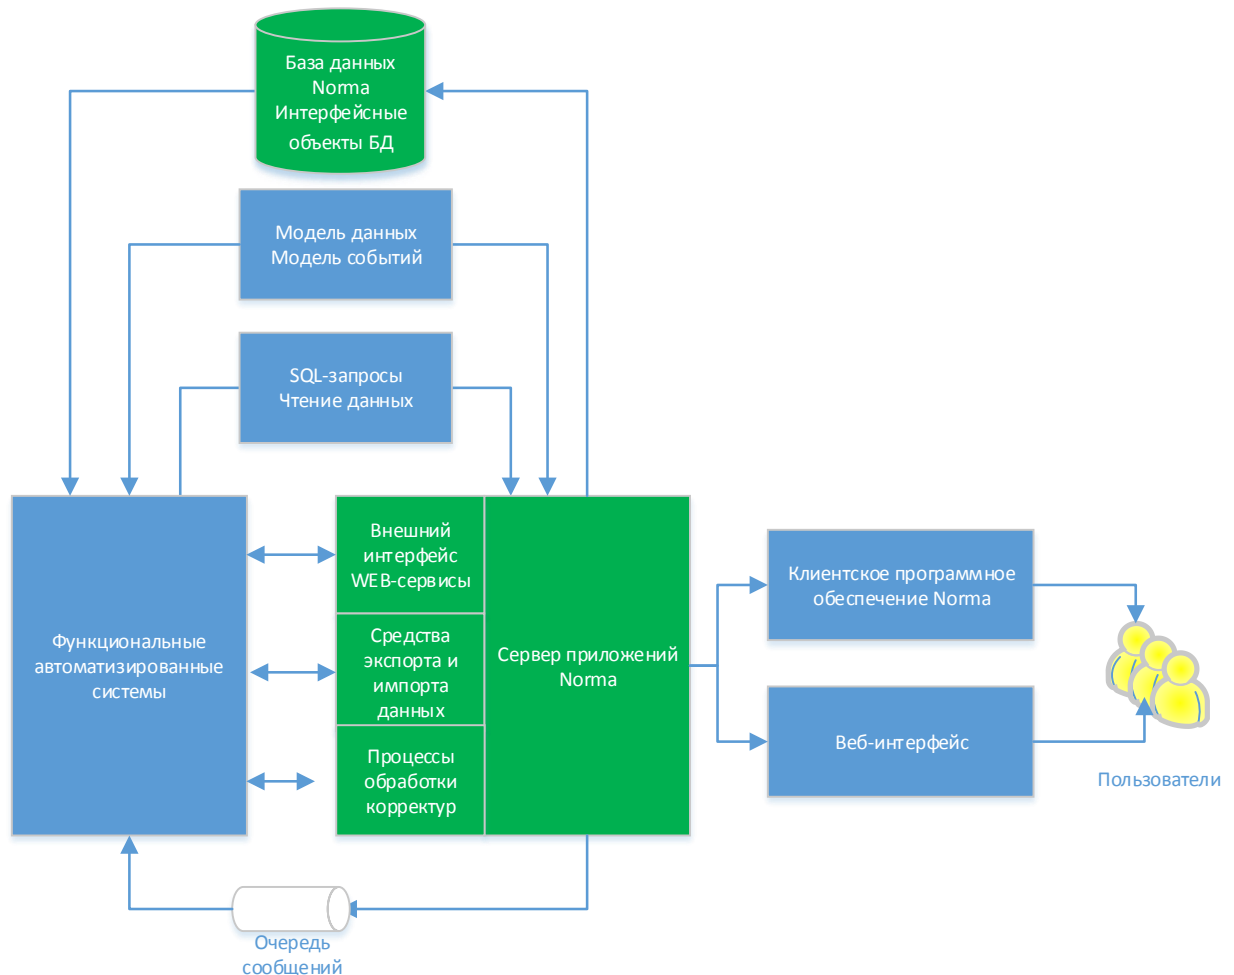 База данных
Norma
Интерфейсные
объекты БД
Модель данных
Модель событий
SQL-запросы
Чтение данных
Функциональные
автоматизированные
системы
Внешний
интерфейс
WEB-сервисы
Средства
экспорта и
импорта
данных
Процессы
обработки
корректур
Сервер приложений
Norma
Клиентское программное
обеспечение Norma
Веб-интерфейс
Пользователи
Очередь
сообщений